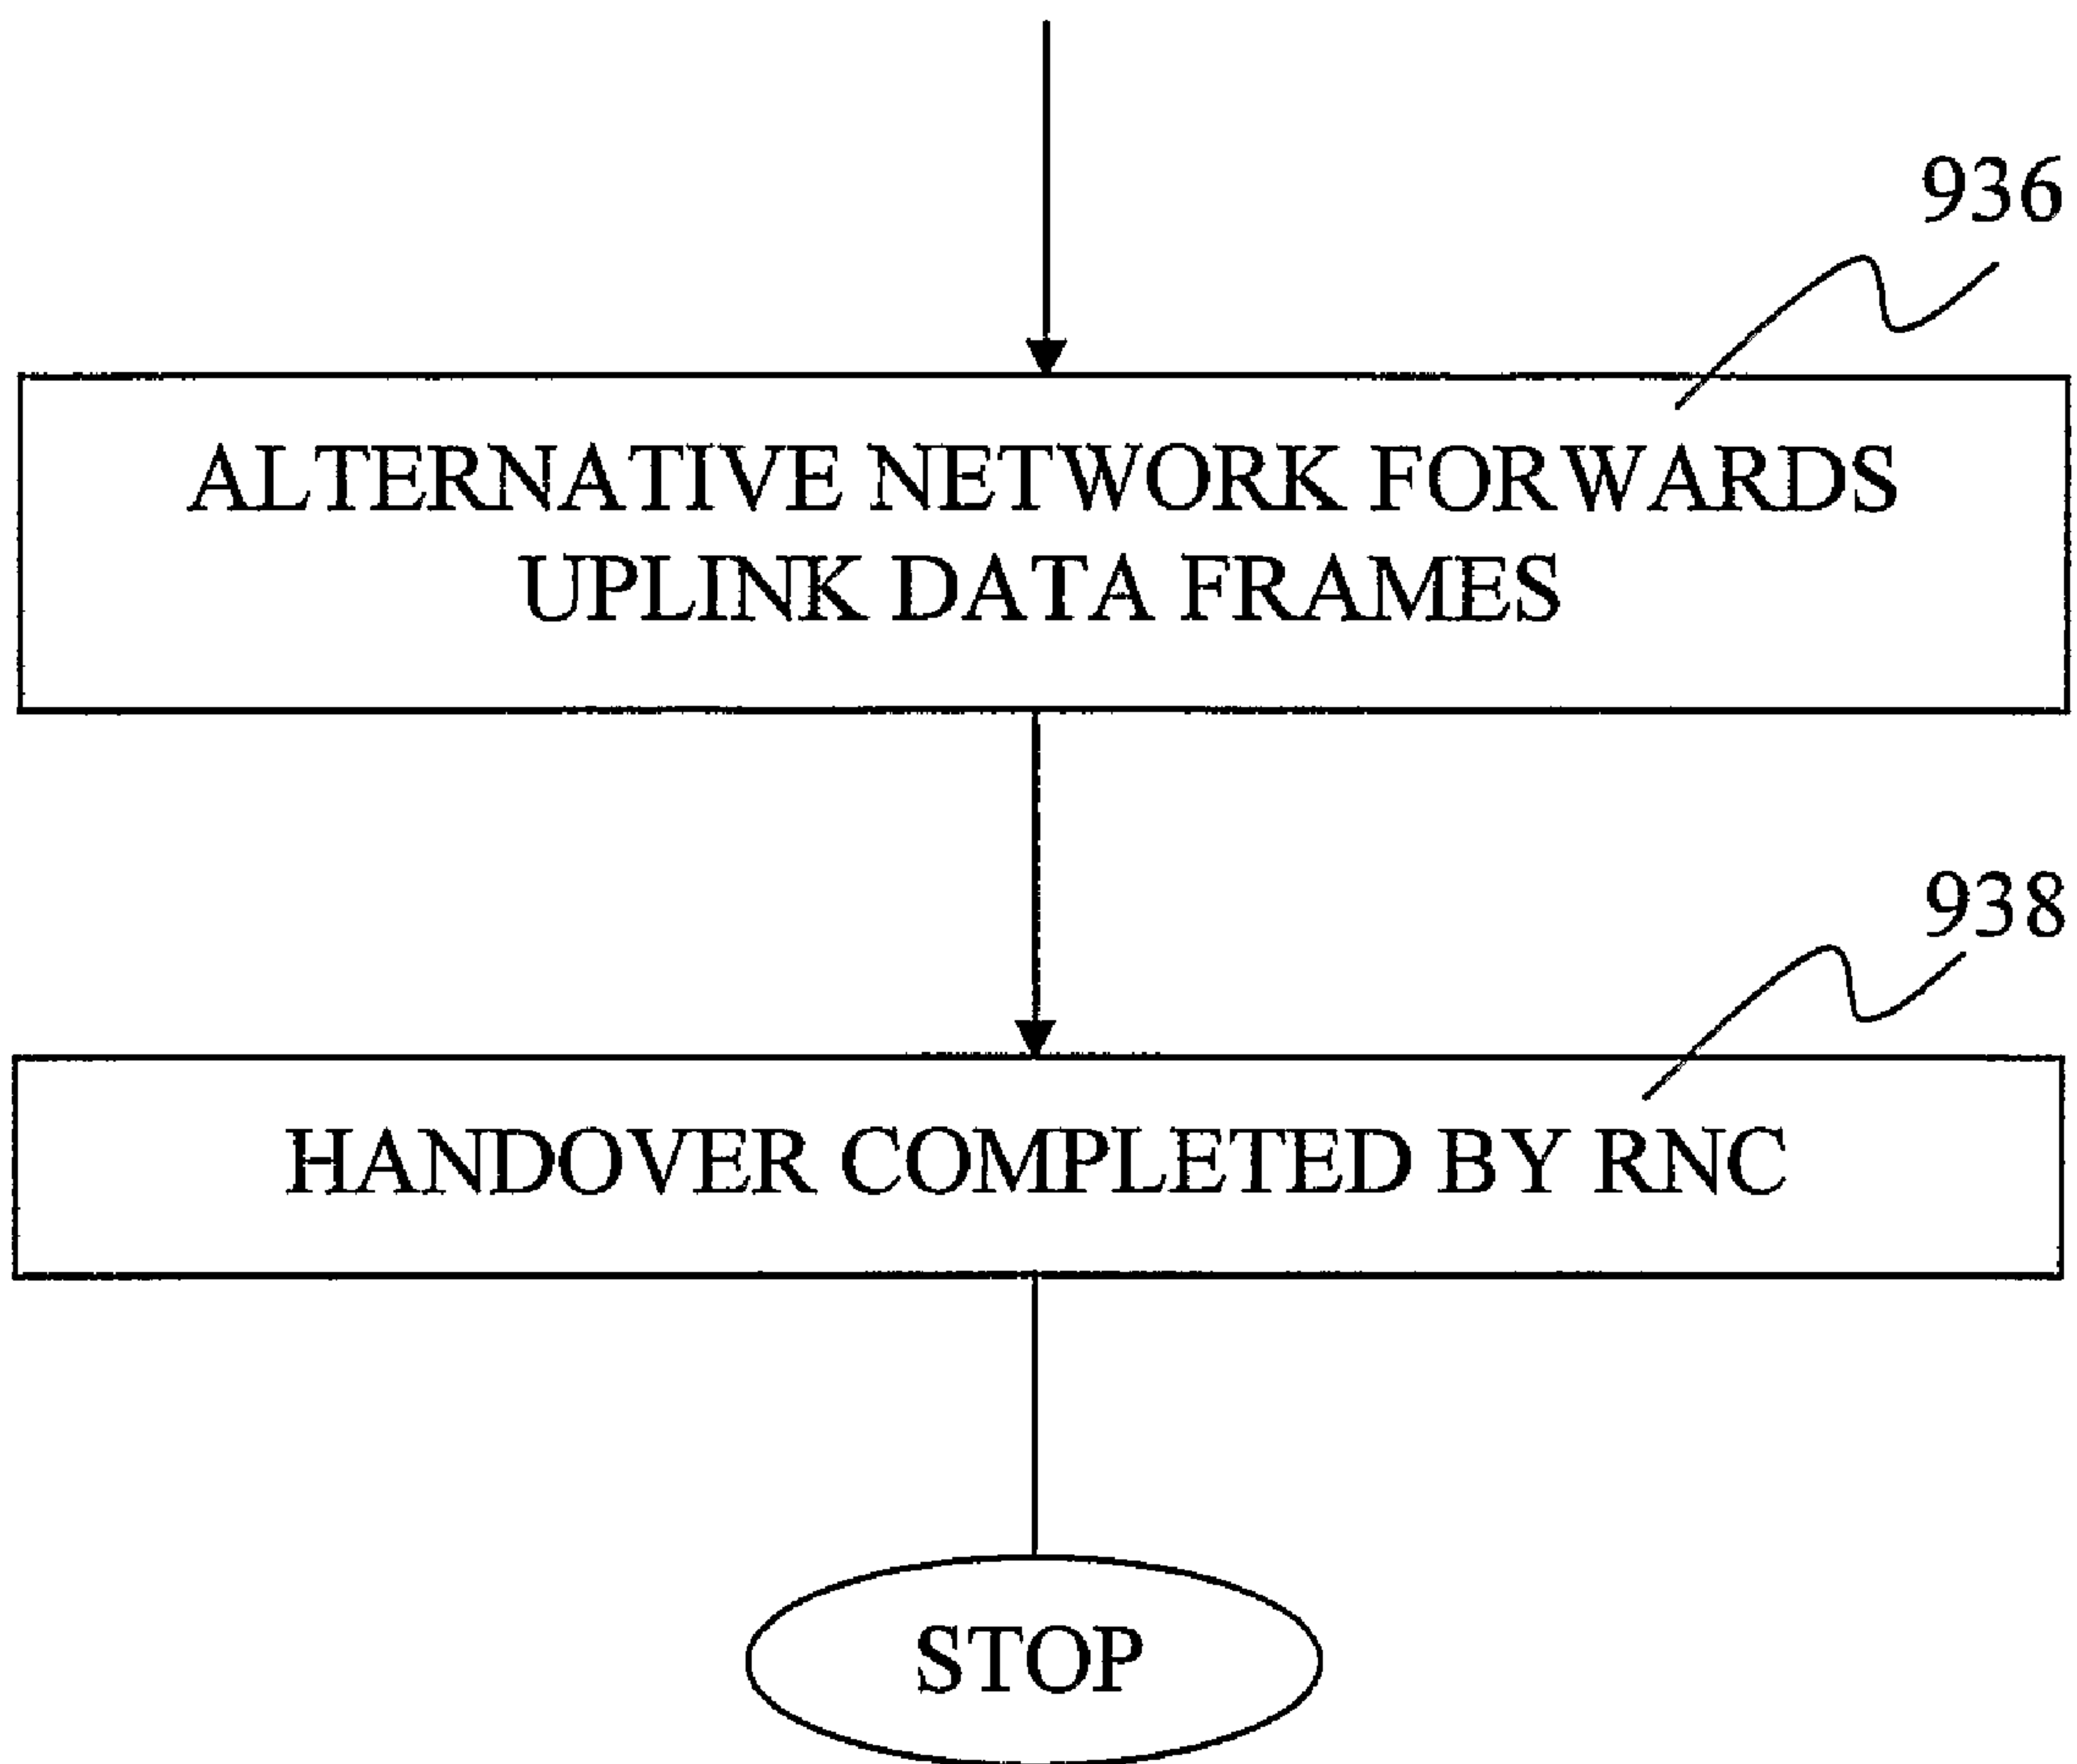 936
ALTERNATIVE NETWORK FORWARDS
UPLINK DATA FRAMES
938
HANDOVER COMPLETED BY RNC
STOP